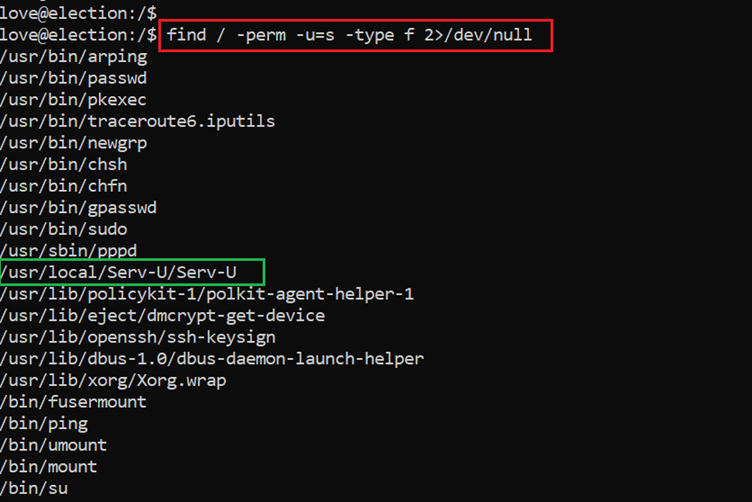 love@election:/$
love@election:/$ find / -perm -u=s -type f 2>/dev/null
/usr/bin/arping
/usr/bin/passwd
/usr/bin/pkexec
/usr/bin/traceroute6.iputils
/usr/bin/newgrp
/usr/bin/chsh
/usr/bin/chfn
/usr/bin/gpasswd
/usr/bin/sudo
/usr/sbin/pppd
/usr/local/Serv-U/Serv-U
/usr/lib/policykit-1/polkit-agent-helper-1
/usr/lib/eject/dmcrypt-get-device
/usr/lib/openssh/ssh-keysign
/usr/lib/dbus-1.0/dbus-daemon-launch-helper
/usr/lib/xorg/Xorg.wrap
/bin/fusermount
/bin/ping
/bin/umount
/bin/mount
/bin/su